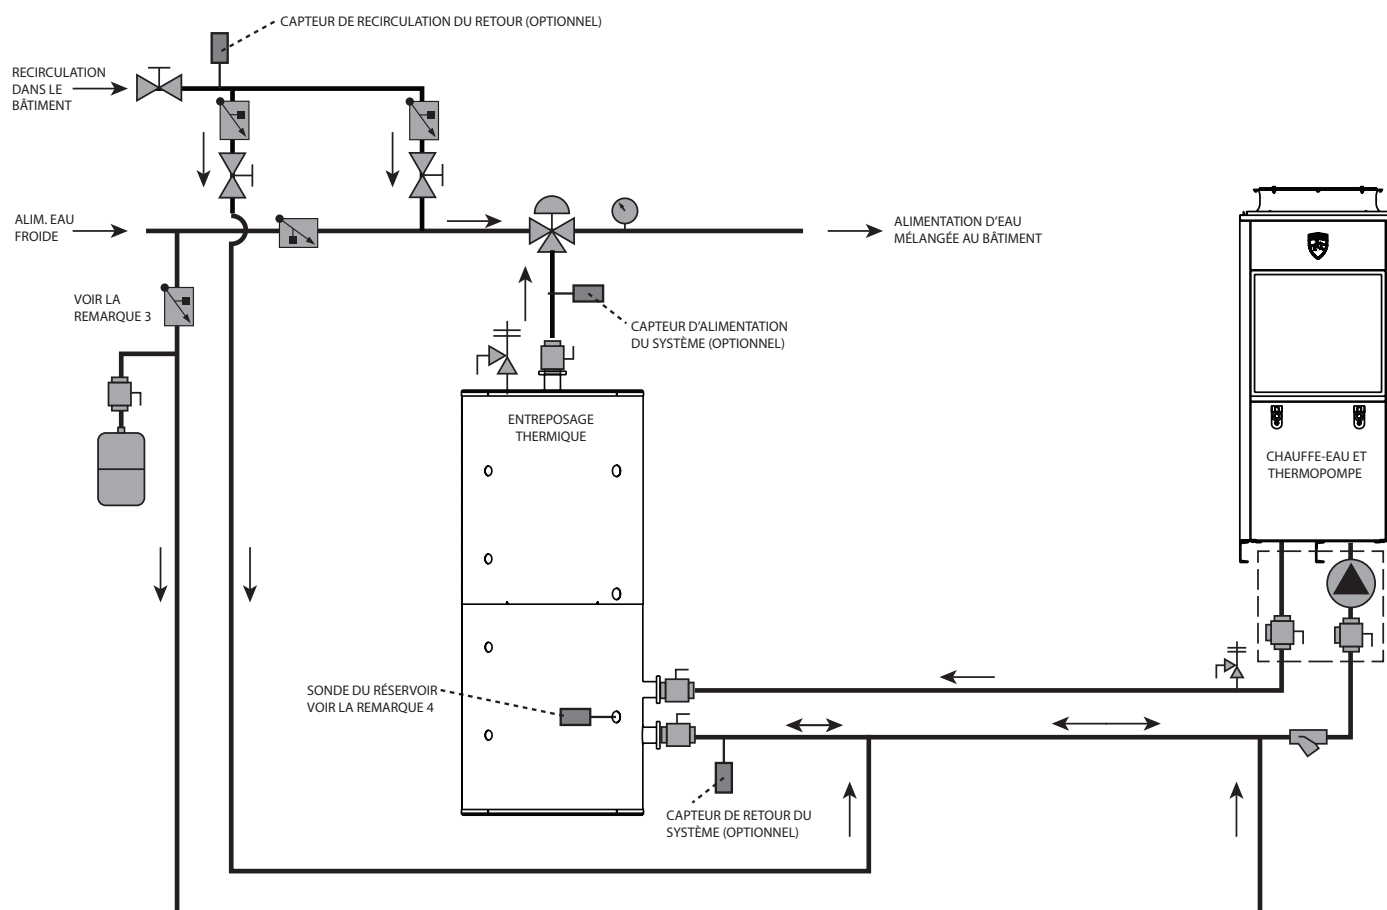 CAPTEUR DE RECIRCULATION DU RETOUR (OPTIONNEL)
RECIRCULATION
DANS LE
BÂTIMENT
ALIM. EAU
FROIDE
ALIMENTATION D'EAU
MÉLANGÉE AU BÂTIMENT
VOIR LA
REMARQUE 3
CAPTEUR D'ALIMENTATION
DU SYSTÈME (OPTIONNEL)
ENTREPOSAGE
THERMIQUE
CHAUFFE-EAU ET
THERMOPOMPE
SONDE DU RÉSERVOIR
VOIR LA REMARQUE 4
CAPTEUR DE RETOUR DU
SYSTÈME (OPTIONNEL)